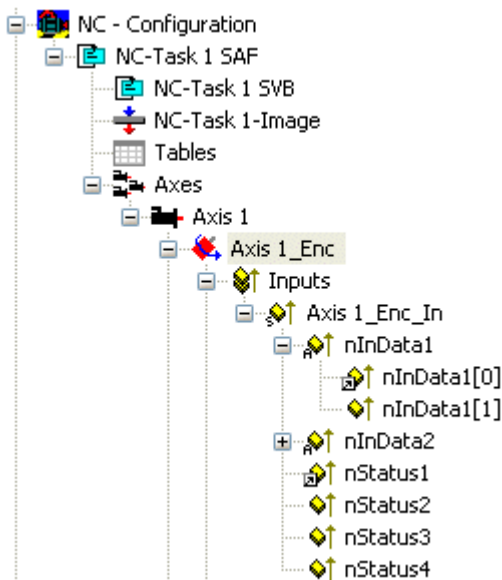 NC - Configuration
NC-Task 1 SAF
NC-Task 1 SVB
NC-Task 1-Image
Tables
Axes
Axis 1
Axis 1_Enc
Inputs
Axis 1_Enc_In
nInData1
nInData1[0]
nInData1[1]
nInData2
nStatus1
nStatus2
nStatus3
nStatus4